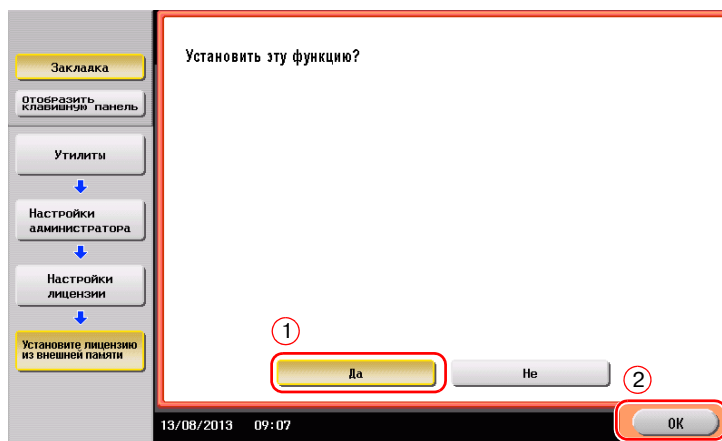 Закладка
Отобразить
клавишную панель
Утилиты
Настройки
администратора
Настройки
лицензии
Установите лицензию
из внешней памяти
Установить эту функцию?
1
Да
Не
2
13/08/2013 09:07
OK